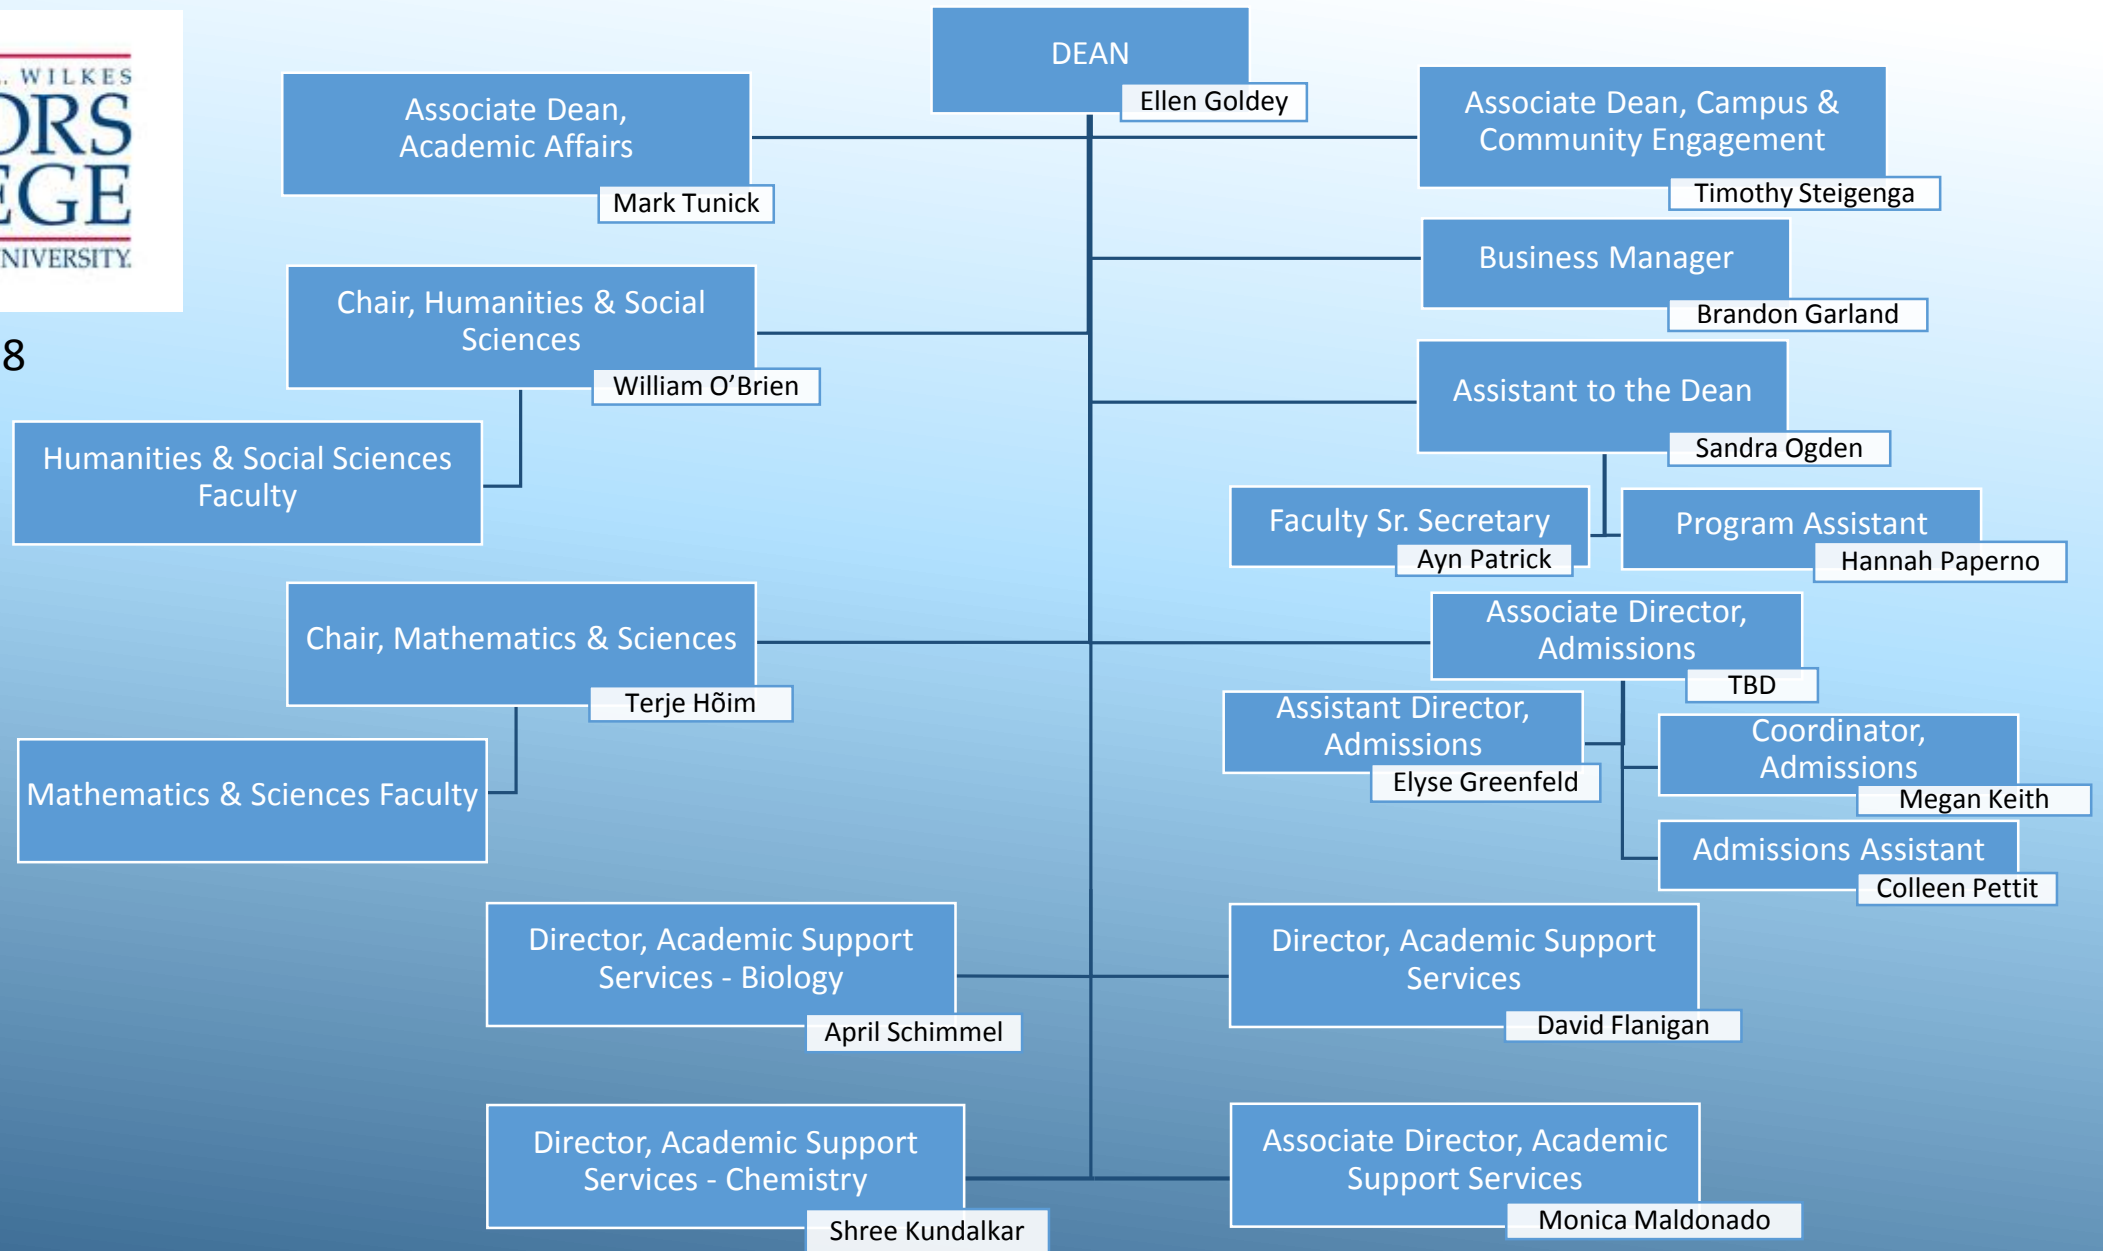 WILKES
EGE
8
DEAN
Ellen Goldey
Associate Dean,
Academic Affairs
Mark Tunick
Associate Dean, Campus &
Community Engagement
Timothy Steigenga
Business Manager
Brandon Garland
Chair, Humanities & Social
Sciences
William O’Brien
Assistant to the Dean
Sandra Ogden
Humanities & Social Sciences
Faculty
Faculty Sr. Secretary
Ayn Patrick
Program Assistant
Hannah Paperno
Chair, Mathematics & Sciences
Terje Hõim
Associate Director,
Admissions
TBD
Mathematics & Sciences Faculty
Assistant Director,
Admissions
Elyse Greenfeld
Coordinator,
Admissions
Megan Keith
Admissions Assistant
Colleen Pettit
Director, Academic Support
Services - Biology
April Schimmel
Director, Academic Support
Services
David Flanigan
Director, Academic Support
Services - Chemistry
Shree Kundalkar
Associate Director, Academic
Support Services
Monica Maldonado